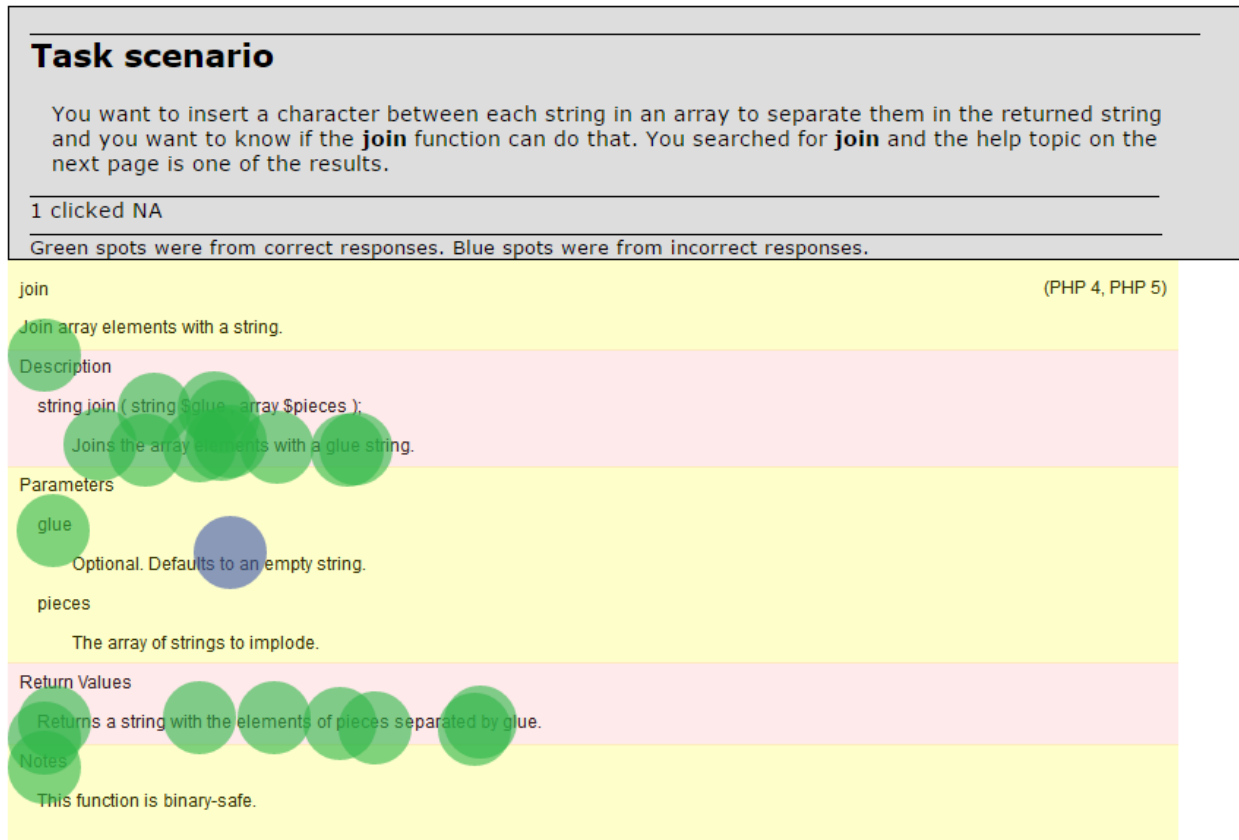 Task scenario
You want to insert a character between each string in an array to separate them in the returned string
and you want to know if the join function can do that. You searched for join and the help topic on the
next page is one of the results.
1 clicked NA
Green spots were from correct responses. Blue spots were from incorrect responses.
join (PHP 4, PHP 5)
Join array elements with a string.
Description
string join ( string $glue , array $pieces );
Joins the array elements with a glue string.
Parameters
glue
Optional. Defaults to an empty string.
pieces
The array of strings to implode.
Return Values
Returns a string with the elements of pieces separated by glue.
Notes
This function is binary-safe.